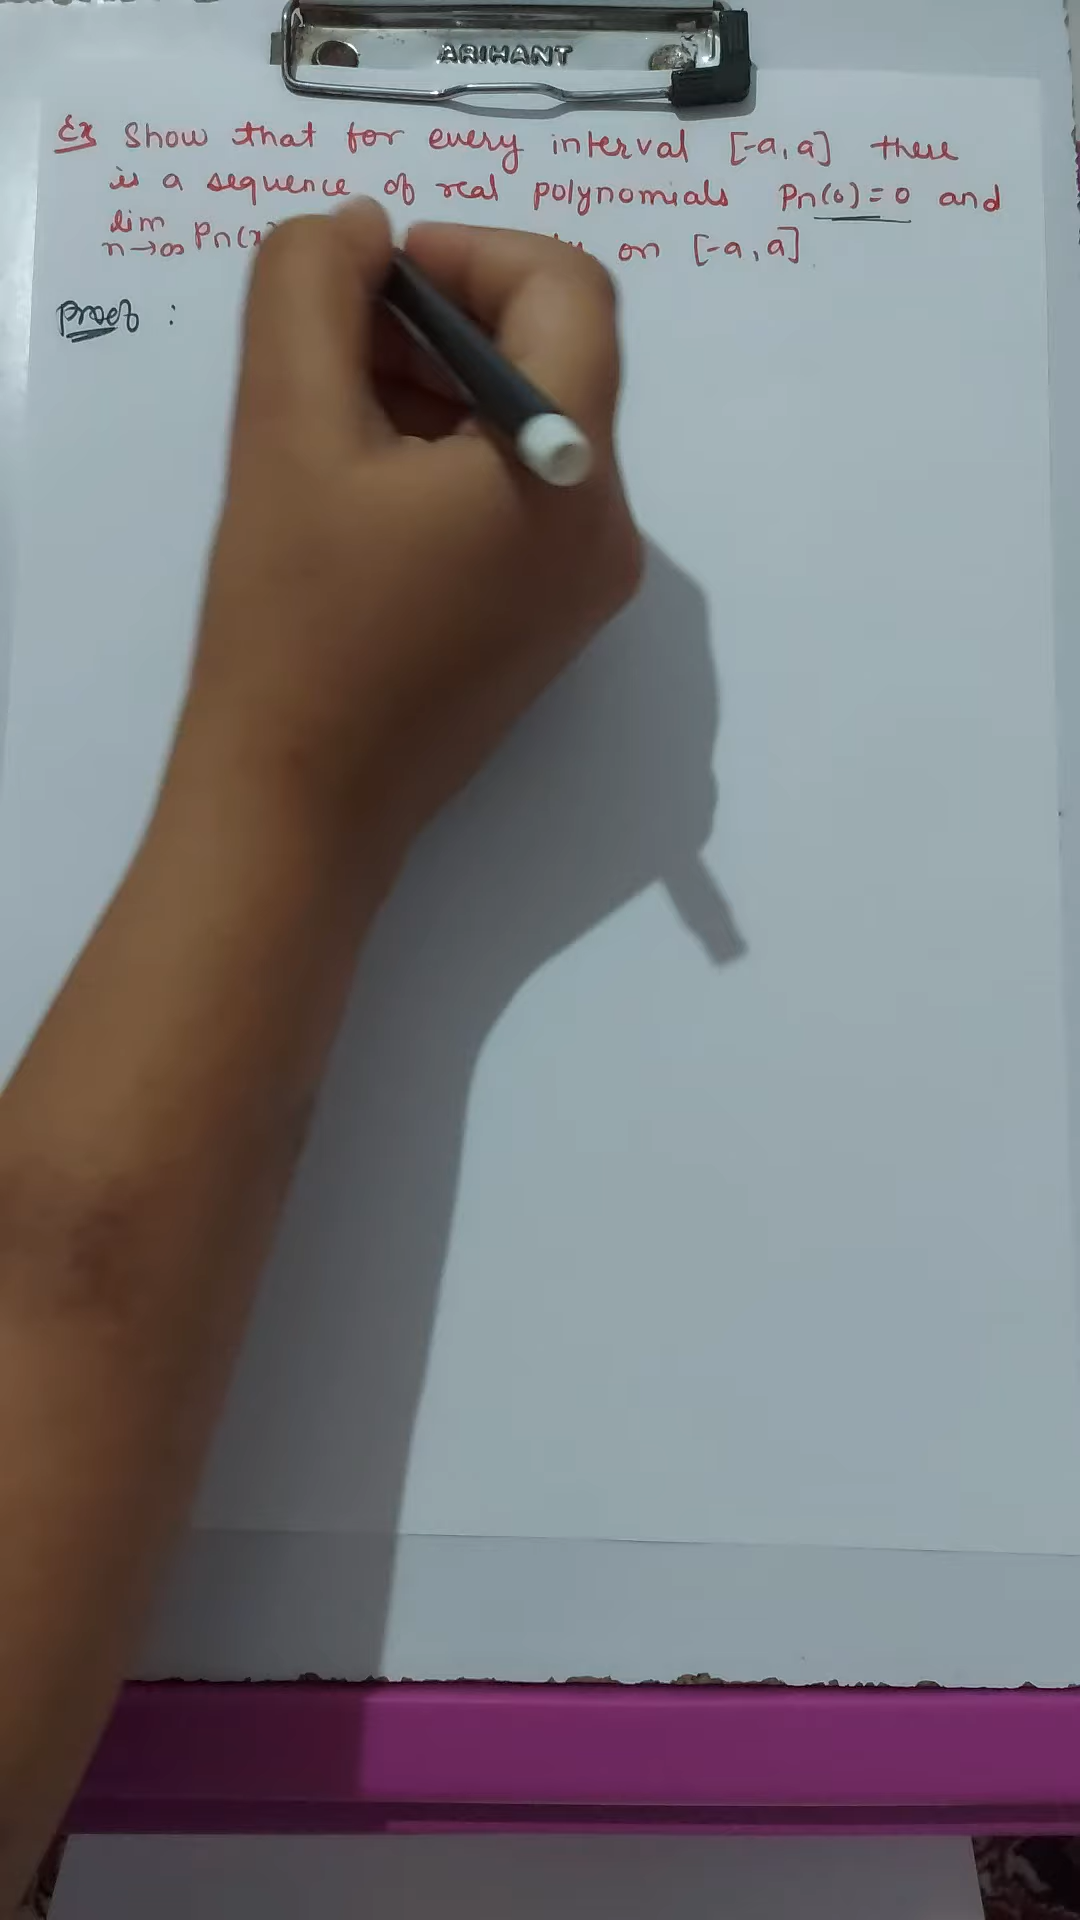 ARIHANT
Ex Show that for every interval [-a,a] there
is a sequence of real polynomials Pn(0)=0 and
lim n→∞ Pn(x on [-a,a]
Proof :